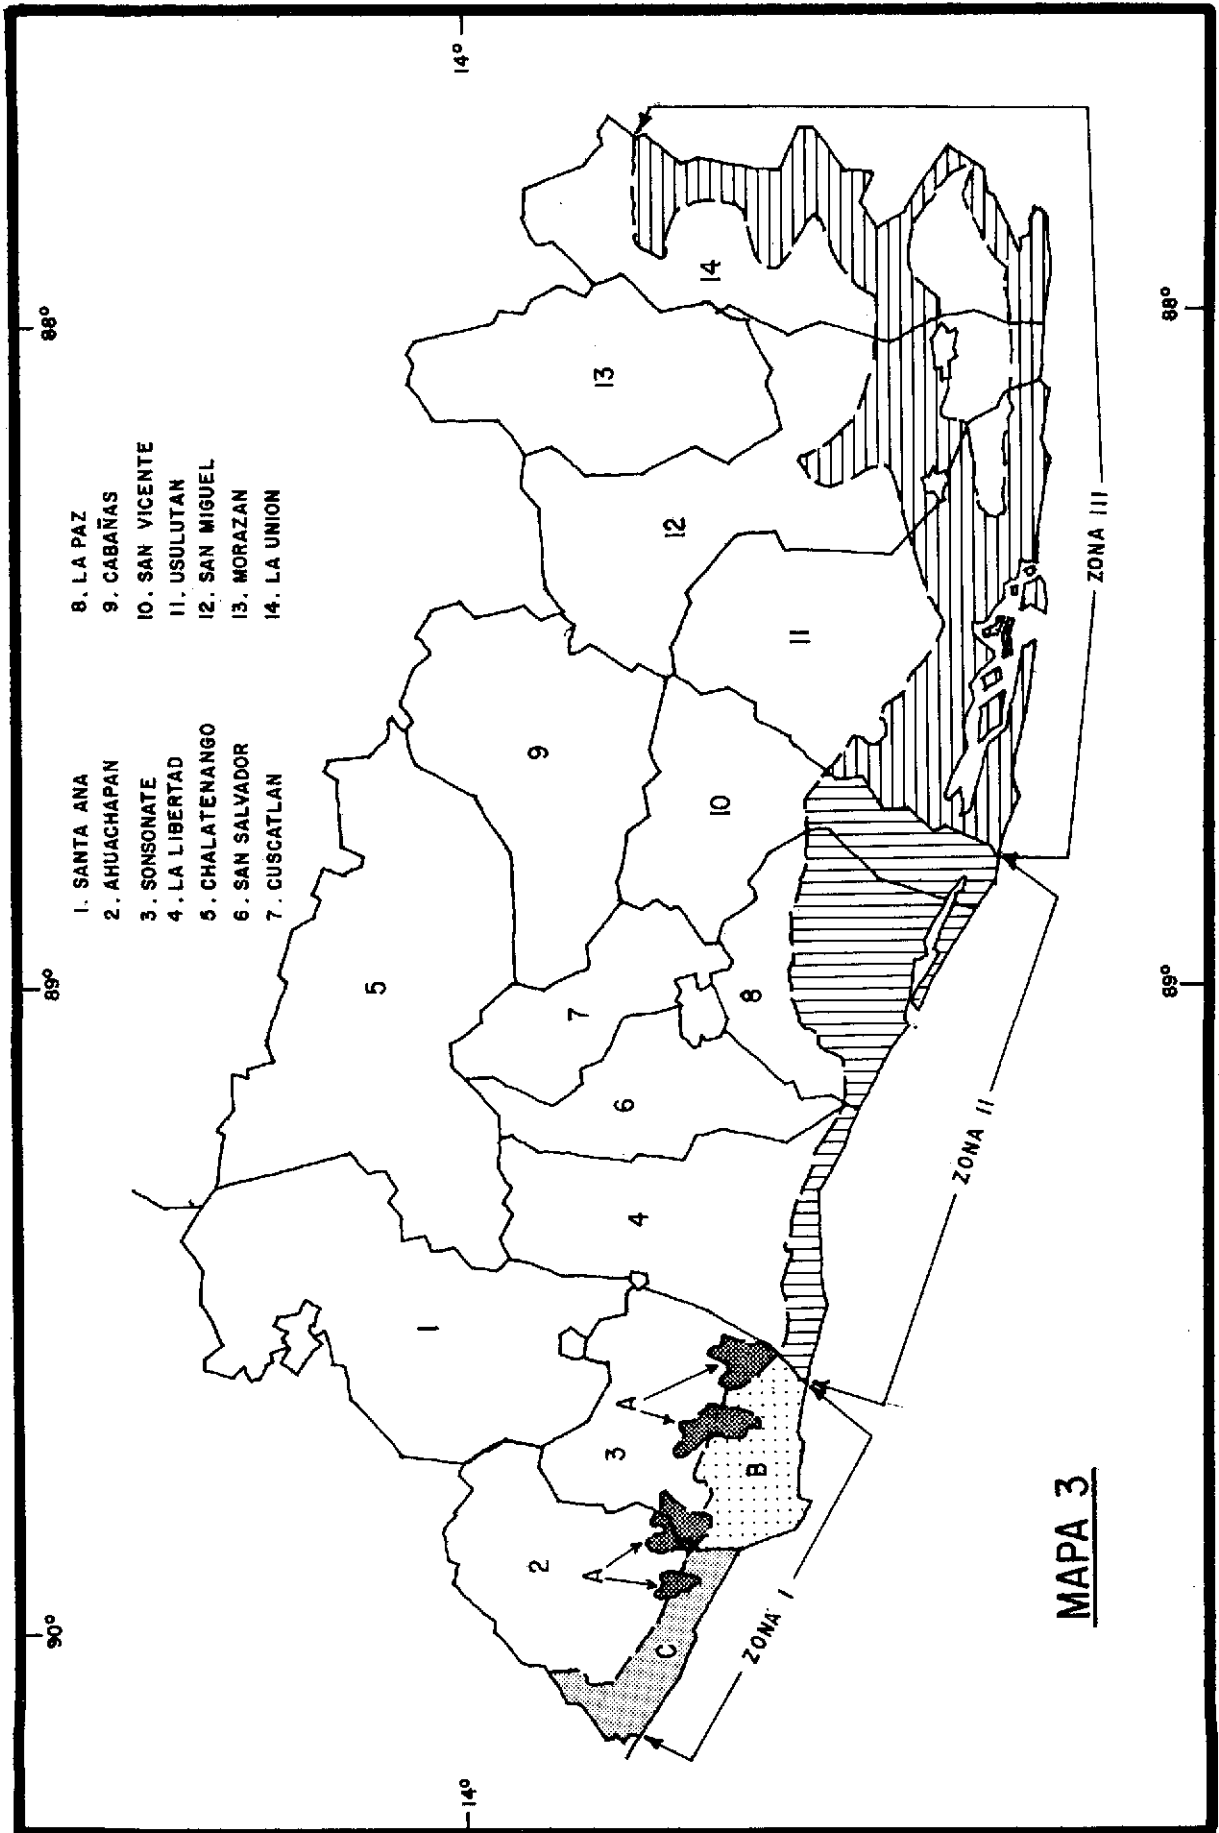 90°
89°
88°
1. SANTA ANA
2. AHUACHAPAN
3. SONSONATE
4. LA LIBERTAD
5. CHALATENANGO
6. SAN SALVADOR
7. CUSCATLAN
8. LA PAZ
9. CABAÑAS
10. SAN VICENTE
11. USULUTAN
12. SAN MIGUEL
13. MORAZAN
14. LA UNION
14°
14°
1
2
3
4
5
6
7
8
9
10
11
12
13
14
A
A
B
C
ZONA I
ZONA II
ZONA III
89°
88°
MAPA 3